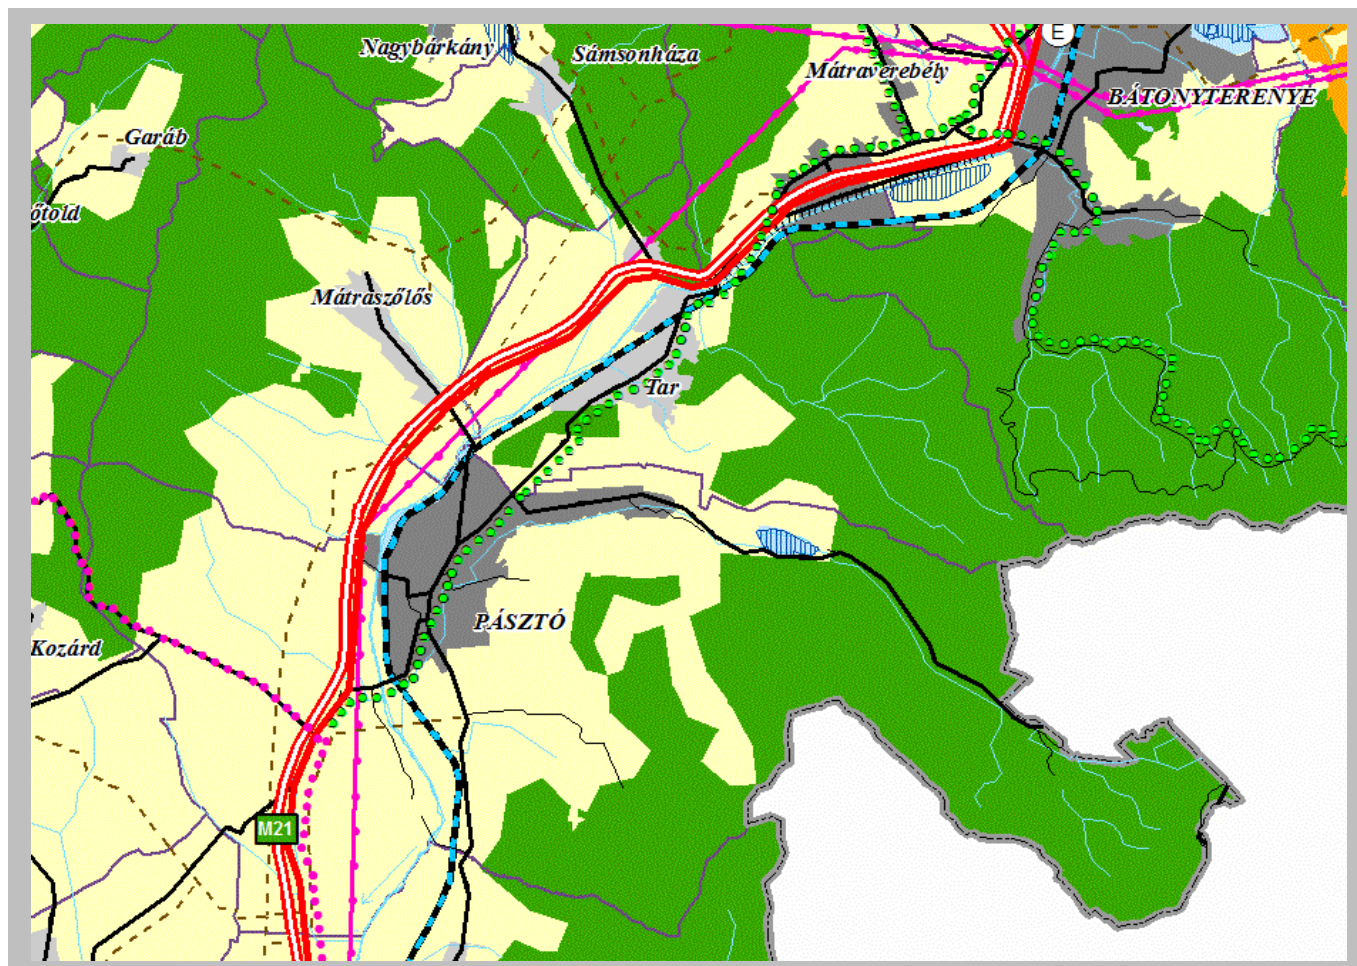 E
Nagybárkány
Sámsonháza
Mátraverebély
BÁTONYTERENYE
Garáb
őtold
Mátraszőlős
Tar
PÁSZTÓ
Kozárd
M21